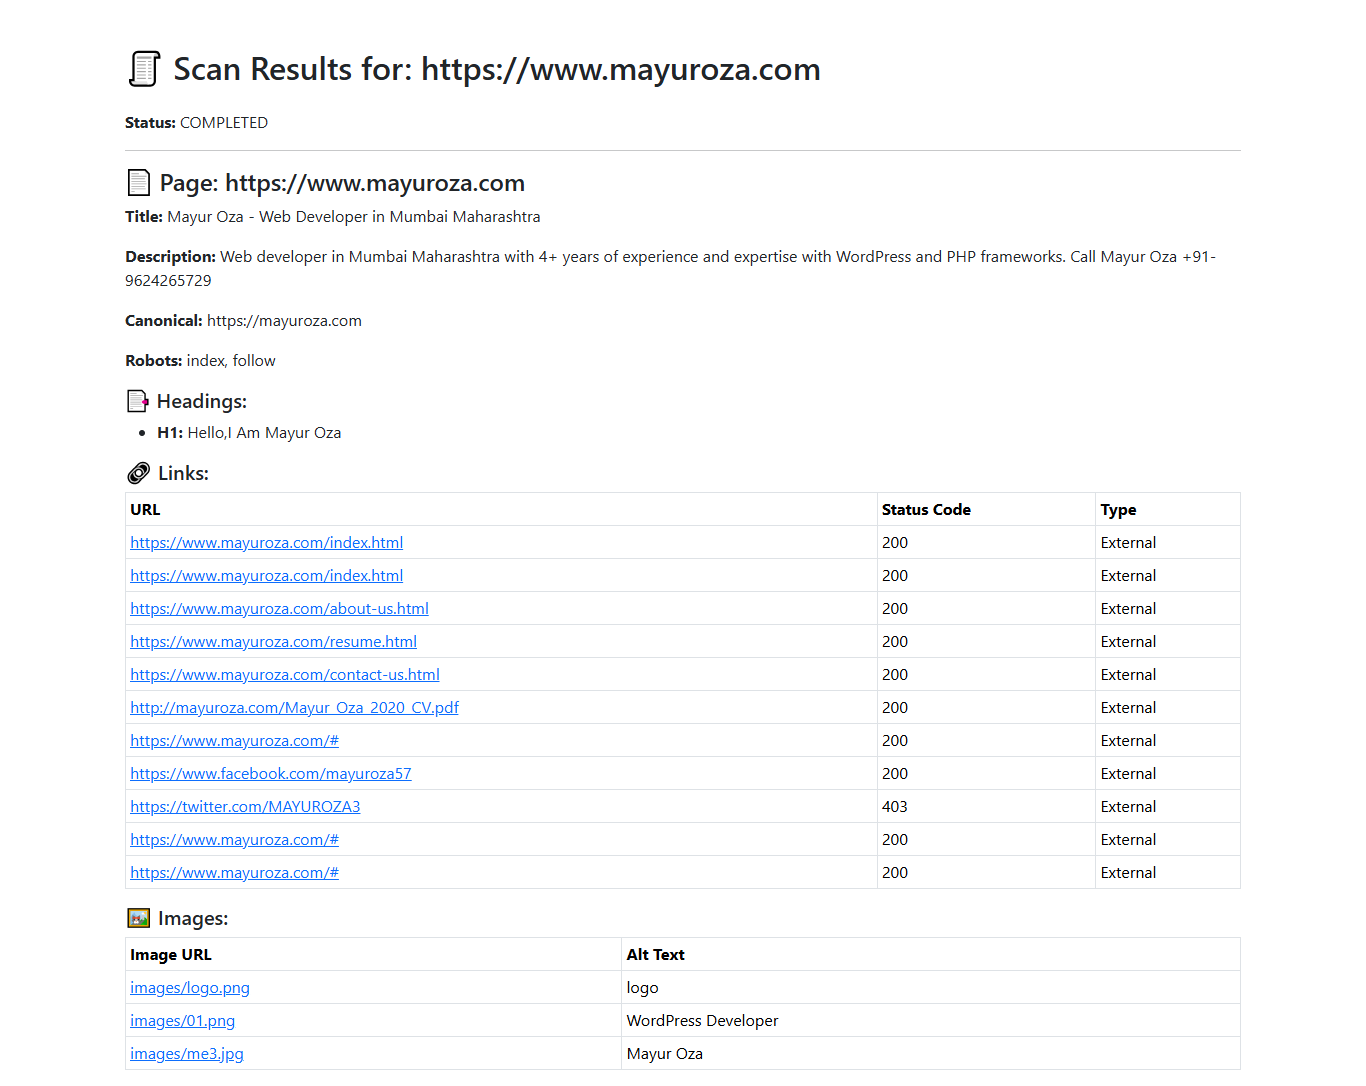 Scan Results for: https://www.mayuroza.com
Status: COMPLETED
Page: https://www.mayuroza.com
Title: Mayur Oza - Web Developer in Mumbai Maharashtra
Description: Web developer in Mumbai Maharashtra with 4+ years of experience and expertise with WordPress and PHP frameworks. Call Mayur Oza +91-
9624265729
Canonical: https://mayuroza.com
Robots: index, follow
Headings:
• H1: Hello,I Am Mayur Oza
Links:
URL Status Code Type
https://www.mayuroza.com/index.html 200 External
https://www.mayuroza.com/index.html 200 External
https://www.mayuroza.com/about-us.html 200 External
https://www.mayuroza.com/resume.html 200 External
https://www.mayuroza.com/contact-us.html 200 External
http://mayuroza.com/Mayur_Oza_2020_CV.pdf 200 External
https://www.mayuroza.com/# 200 External
https://www.facebook.com/mayuroza57 200 External
https://twitter.com/MAYUROZA3 403 External
https://www.mayuroza.com/# 200 External
https://www.mayuroza.com/# 200 External
Images:
Image URL Alt Text
images/logo.png logo
images/01.png WordPress Developer
images/me3.jpg Mayur Oza